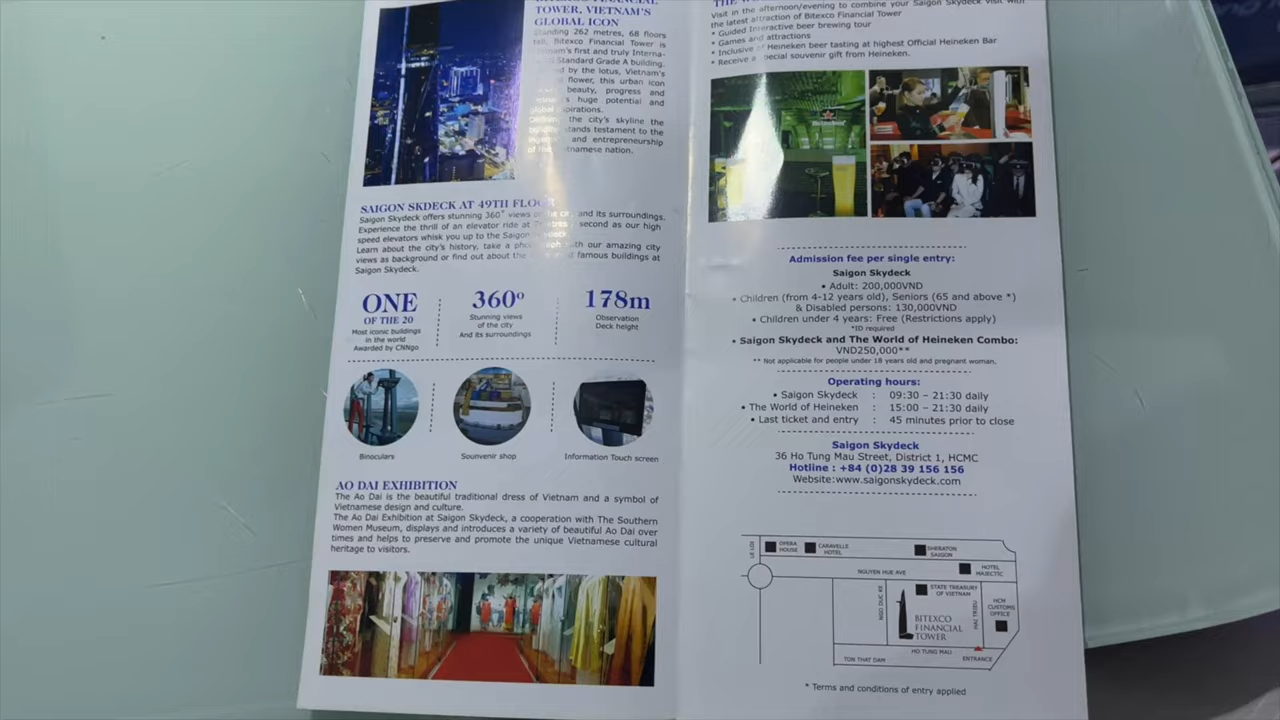 TOWER, VIETNAM'S
GLOBAL ICON
Standing 262 metres, 68 floors
Bitexco Financial Tower is
first and truly Interna-
Standard Grade A building.
by the lotus, Vietnam's
flower, this urban icon
beauty, progress and
huge potential and
the city's skyline the
stands testament to the
and entrepreneurship
of the nation.
SAIGON SKDECK AT 49TH FLOOR
Saigon Skydeck offers stunning 360° views and its surroundings.
Experience the thrill of an elevator ride at second as our high
speed elevators whisk you up to the Saigon
Learn about the city's history, take a with our amazing city
views as background or find out about the famous buildings at
Saigon Skydeck.
ONE
OF THE 20
Most iconic buildings
in the world
Awarded by CNNgo
360°
Stunning views
of the city
And its surroundings
178m
Observation
Deck height
Binoculars
Sounvenir shop
Information Touch screen
AO DAI EXHIBITION
The Ao Dai is the beautiful traditional dress of Vietnam and a symbol of
Vietnamese design and culture.
The Ao Dai Exhibition at Saigon Skydeck, a cooperation with The Southern
Women Museum, displays and introduces a variety of beautiful Ao Dai over
times and helps to preserve and promote the unique Vietnamese cultural
heritage to visitors.
Visit in the afternoon/evening to combine your Saigon Skydeck visit with
the latest attraction of Bitexco Financial Tower
* Guided Interactive beer brewing tour
* Games and attractions
* Inclusive of Heineken beer tasting at highest Official Heineken Bar
* Receive a special souvenir gift from Heineken.
Heineken
Admission fee per single entry:
Saigon Skydeck
• Adult: 200,000VND
• Children (from 4-12 years old), Seniors (65 and above *)
& Disabled persons: 130,000VND
• Children under 4 years: Free (Restrictions apply)
*ID required
• Saigon Skydeck and The World of Heineken Combo:
VND250,000**
** Not applicable for people under 18 years old and pregnant woman.
Operating hours:
• Saigon Skydeck : 09:30 – 21:30 daily
• The World of Heineken : 15:00 – 21:30 daily
• Last ticket and entry : 45 minutes prior to close
Saigon Skydeck
36 Ho Tung Mau Street, District 1, HCMC
Hotline : +84 (0)28 39 156 156
Website:www.saigonskydeck.com
LE LOI
OPERA
HOUSE
CARAVELLE
HOTEL
SHERATON
SAIGON
NGUYEN HUE AVE
HOTEL
MAJECTIC
NGO DUC KE
STATE TREASURY
OF VIETNAM
BITEXCO
FINANCIAL
TOWER
HAI TRIEU
HCM
CUSTOMS
OFFICE
TON THAT DAM
HO TUNG MAU
ENTRANCE
* Terms and conditions of entry applied